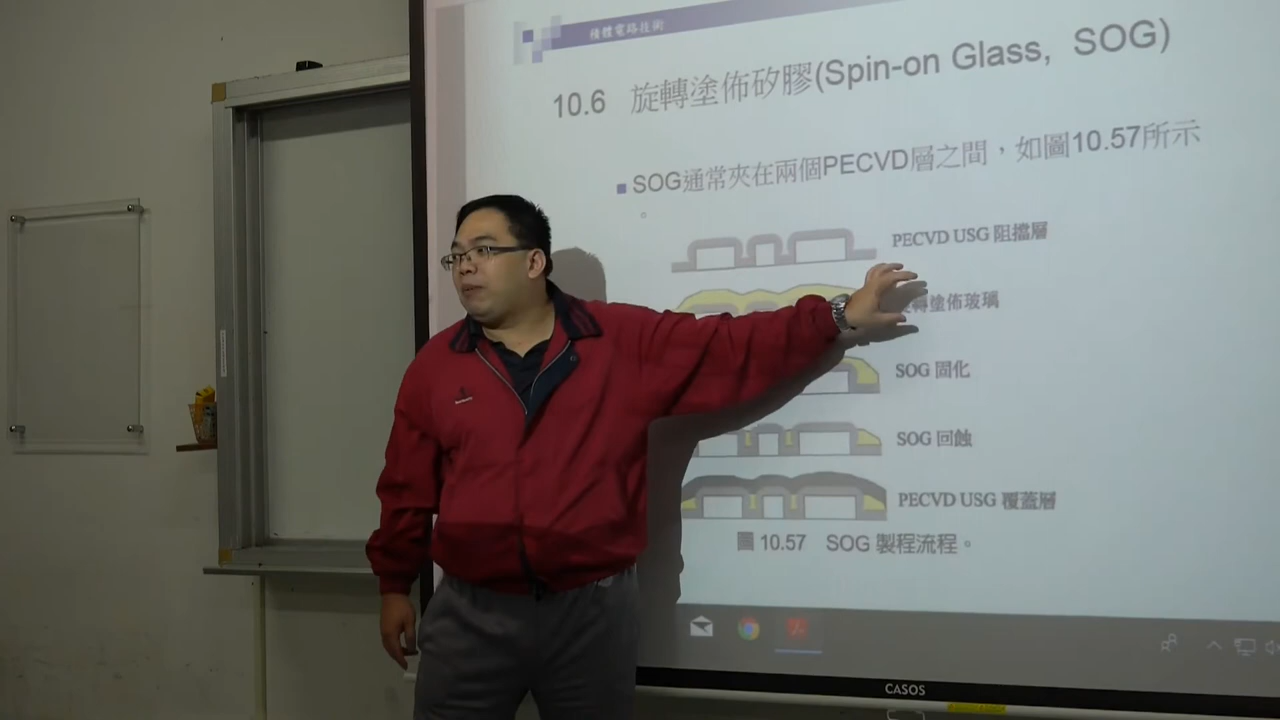 積體電路技術
10.6 旋轉塗佈矽膠(Spin-on Glass, SOG)
SOG通常夾在兩個PECVD層之間，如圖10.57所示
。
PECVD USG 阻擋層
轉塗佈玻璃
SOG 固化
SOG 回蝕
PECVD USG 覆蓋層
圖 10.57 SOG 製程流程。
CASOS